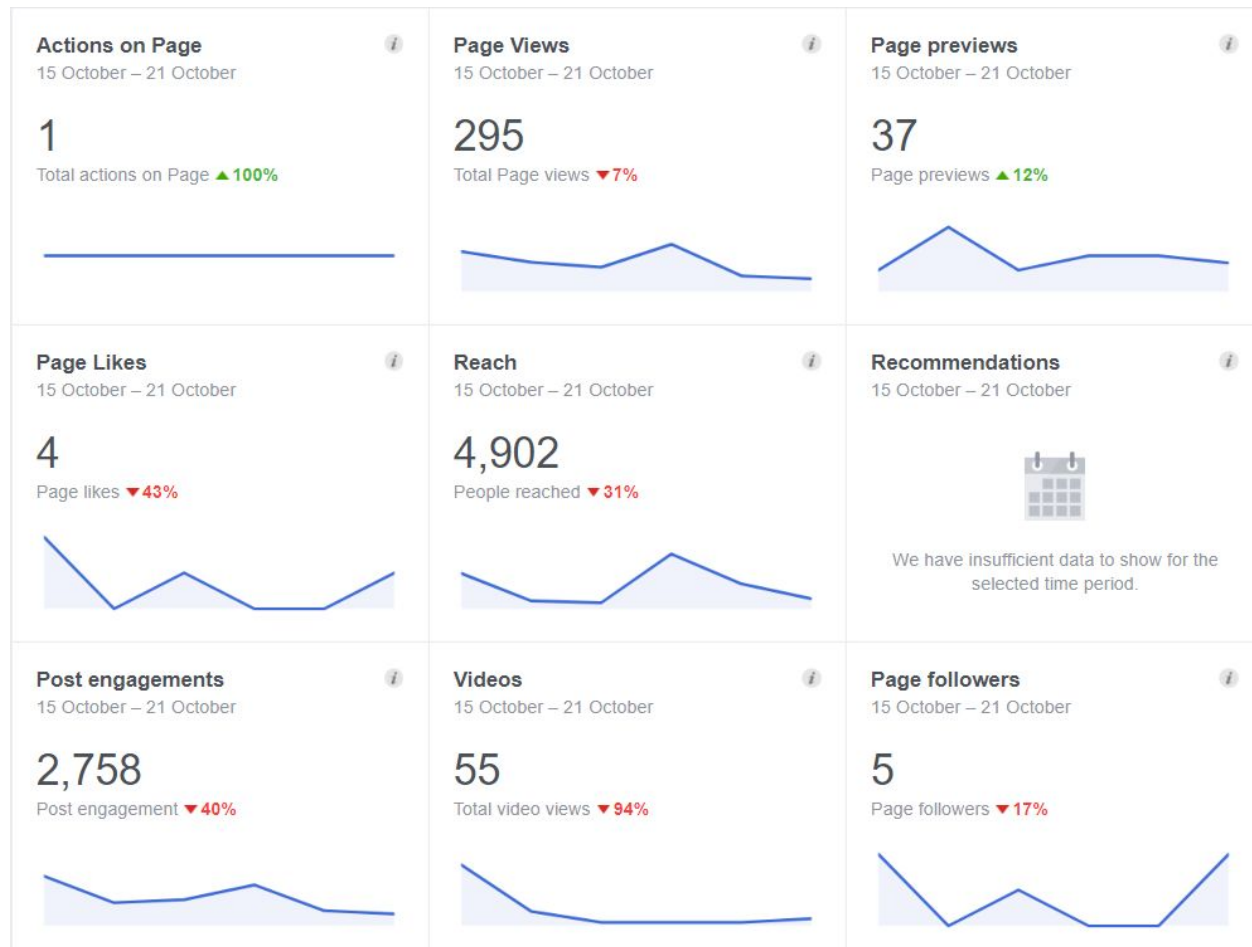 Actions on Page
15 October – 21 October
1
Total actions on Page ▲100%
Page Views
15 October – 21 October
295
Total Page views ▼7%
Page previews
15 October – 21 October
37
Page previews ▲12%
Page Likes
15 October – 21 October
4
Page likes ▼43%
Reach
15 October – 21 October
4,902
People reached ▼31%
Recommendations
15 October – 21 October
We have insufficient data to show for the
selected time period.
Post engagements
15 October – 21 October
2,758
Post engagement ▼40%
Videos
15 October – 21 October
55
Total video views ▼94%
Page followers
15 October – 21 October
5
Page followers ▼17%